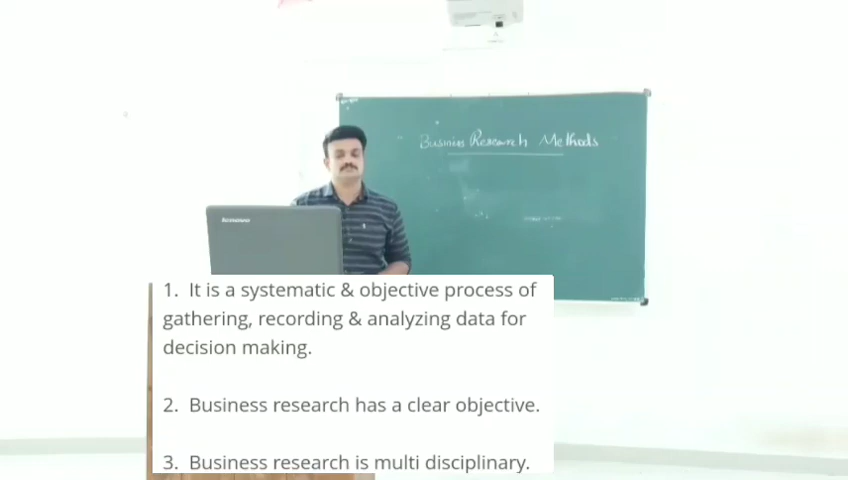 Business Research Methods
lenovo
1. It is a systematic & objective process of
gathering, recording & analyzing data for
decision making.
2. Business research has a clear objective.
3. Business research is multi disciplinary.